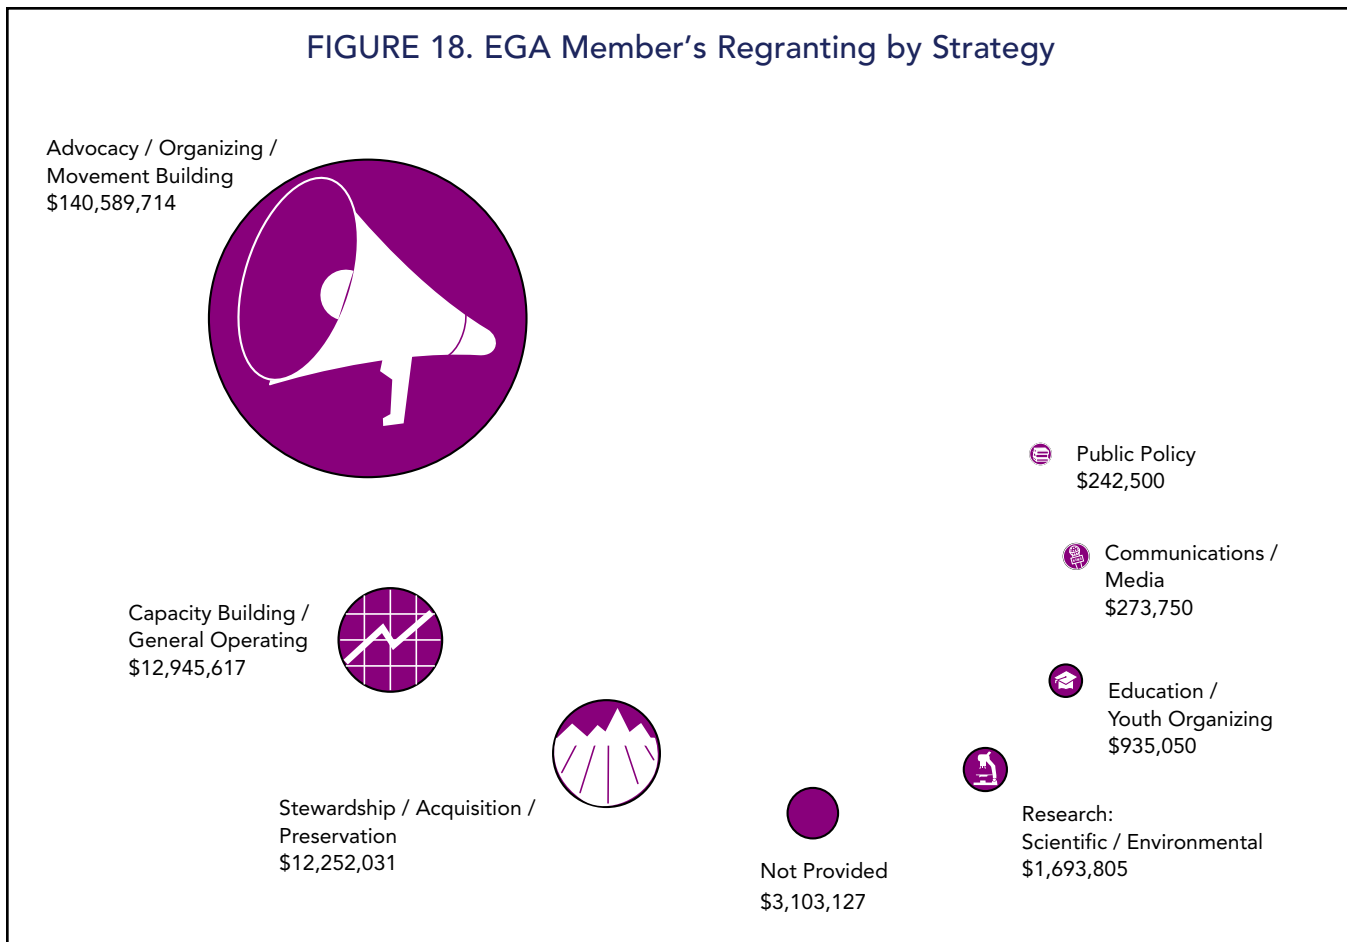 FIGURE 18. EGA Member’s Regranting by Strategy
Advocacy / Organizing /
Movement Building
$140,589,714
Public Policy
$242,500
Communications /
Media
$273,750
Capacity Building /
General Operating
$12,945,617
Education /
Youth Organizing
$935,050
Stewardship / Acquisition /
Preservation
$12,252,031
Not Provided
$3,103,127
Research:
Scientific / Environmental
$1,693,805